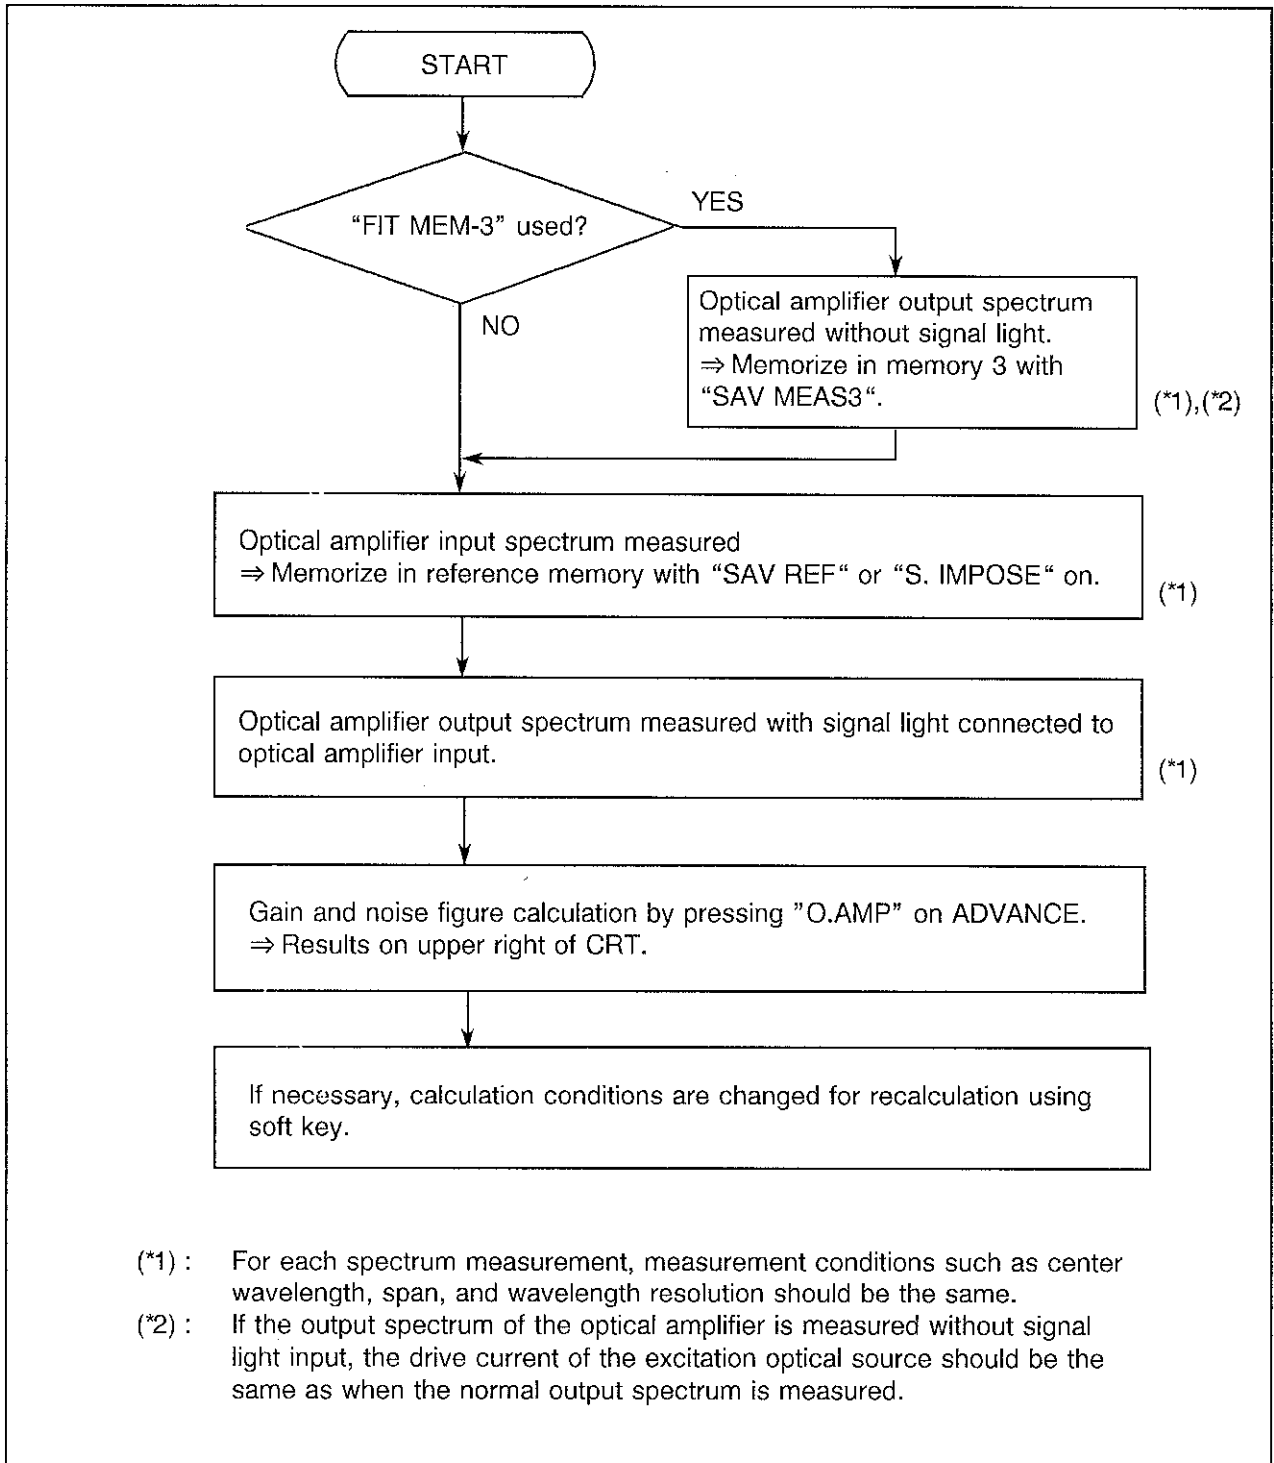 START
"FIT MEM-3" used?
YES
NO
Optical amplifier output spectrum
measured without signal light.
⇒ Memorize in memory 3 with
"SAV MEAS3".
(*1),(*2)
Optical amplifier input spectrum measured
⇒ Memorize in reference memory with "SAV REF" or "S. IMPOSE" on.
(*1)
Optical amplifier output spectrum measured with signal light connected to
optical amplifier input.
(*1)
Gain and noise figure calculation by pressing "O.AMP" on ADVANCE.
⇒ Results on upper right of CRT.
If necessary, calculation conditions are changed for recalculation using
soft key.
(*1) : For each spectrum measurement, measurement conditions such as center
wavelength, span, and wavelength resolution should be the same.
(*2) : If the output spectrum of the optical amplifier is measured without signal
light input, the drive current of the excitation optical source should be the
same as when the normal output spectrum is measured.